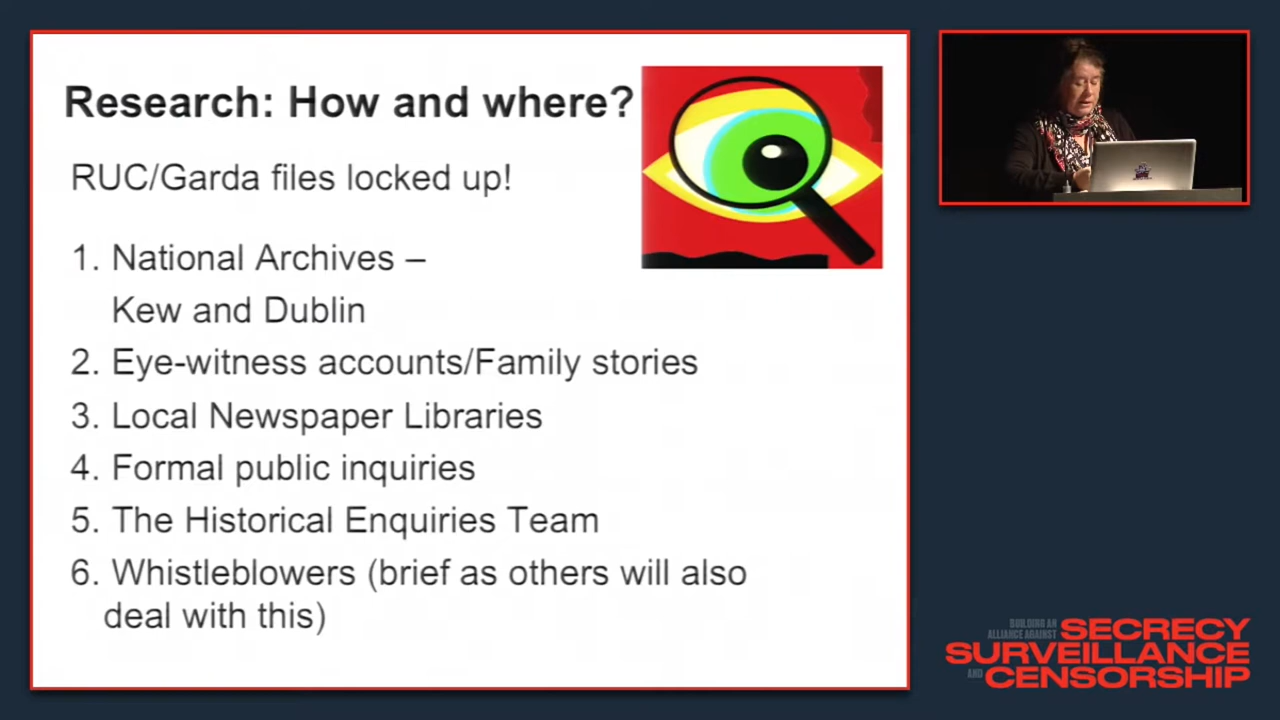 Research: How and where?
RUC/Garda files locked up!
1. National Archives –
Kew and Dublin
2. Eye-witness accounts/Family stories
3. Local Newspaper Libraries
4. Formal public inquiries
5. The Historical Enquiries Team
6. Whistleblowers (brief as others will also
deal with this)
BUILDING AN
ALLIANCE AGAINST
SECRECY
SURVEILLANCE
AND CENSORSHIP